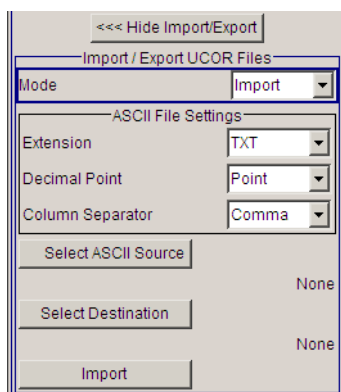 <<< Hide Import/Export
Import / Export UCOR Files
Mode Import
ASCII File Settings
Extension TXT
Decimal Point Point
Column Separator Comma
Select ASCII Source
None
Select Destination
None
Import